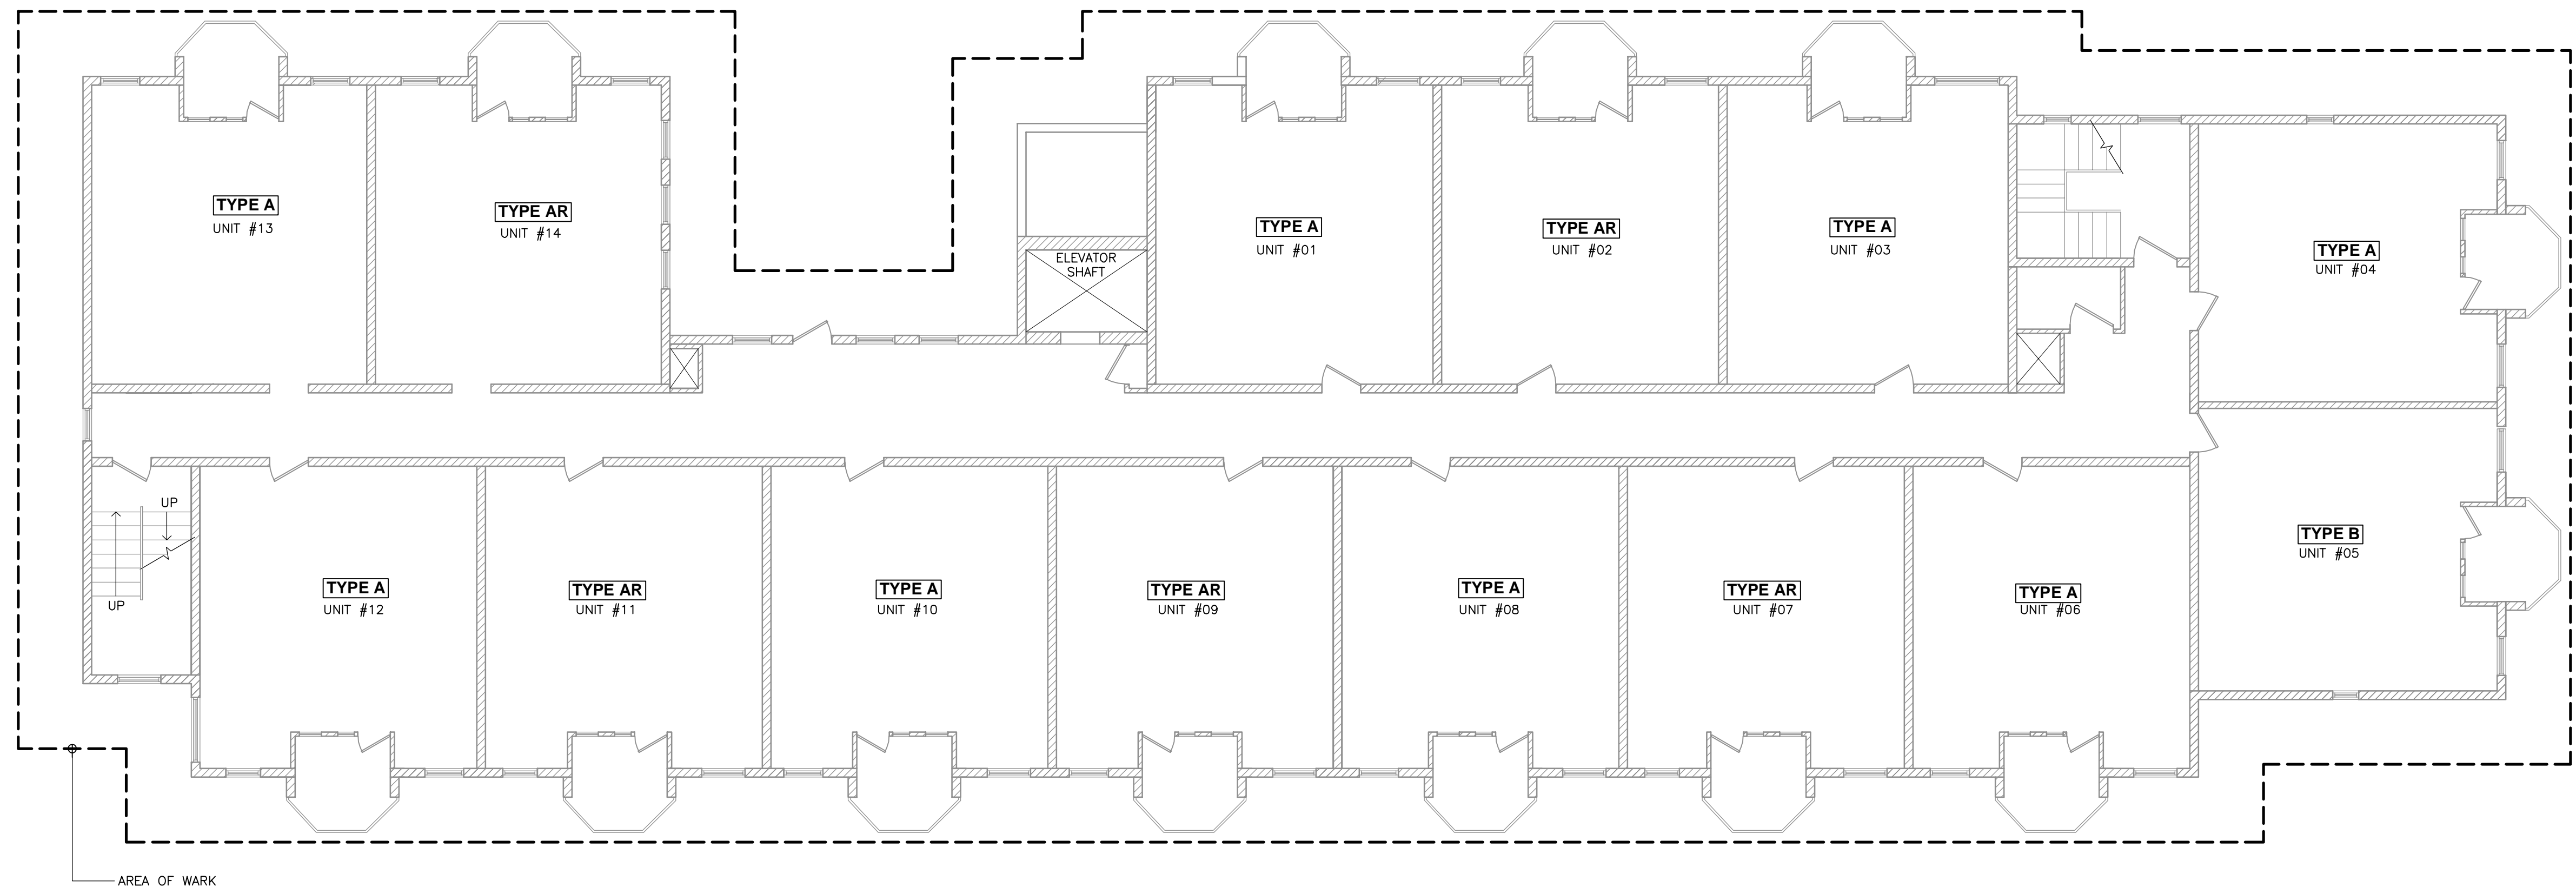 TYPE A
UNIT #13
TYPE AR
UNIT #14
ELEVATOR
SHAFT
TYPE A
UNIT #01
TYPE AR
UNIT #02
TYPE A
UNIT #03
TYPE A
UNIT #04
UP
UP
TYPE A
UNIT #12
TYPE AR
UNIT #11
TYPE A
UNIT #10
TYPE AR
UNIT #09
TYPE A
UNIT #08
TYPE AR
UNIT #07
TYPE A
UNIT #06
TYPE B
UNIT #05
AREA OF WARK